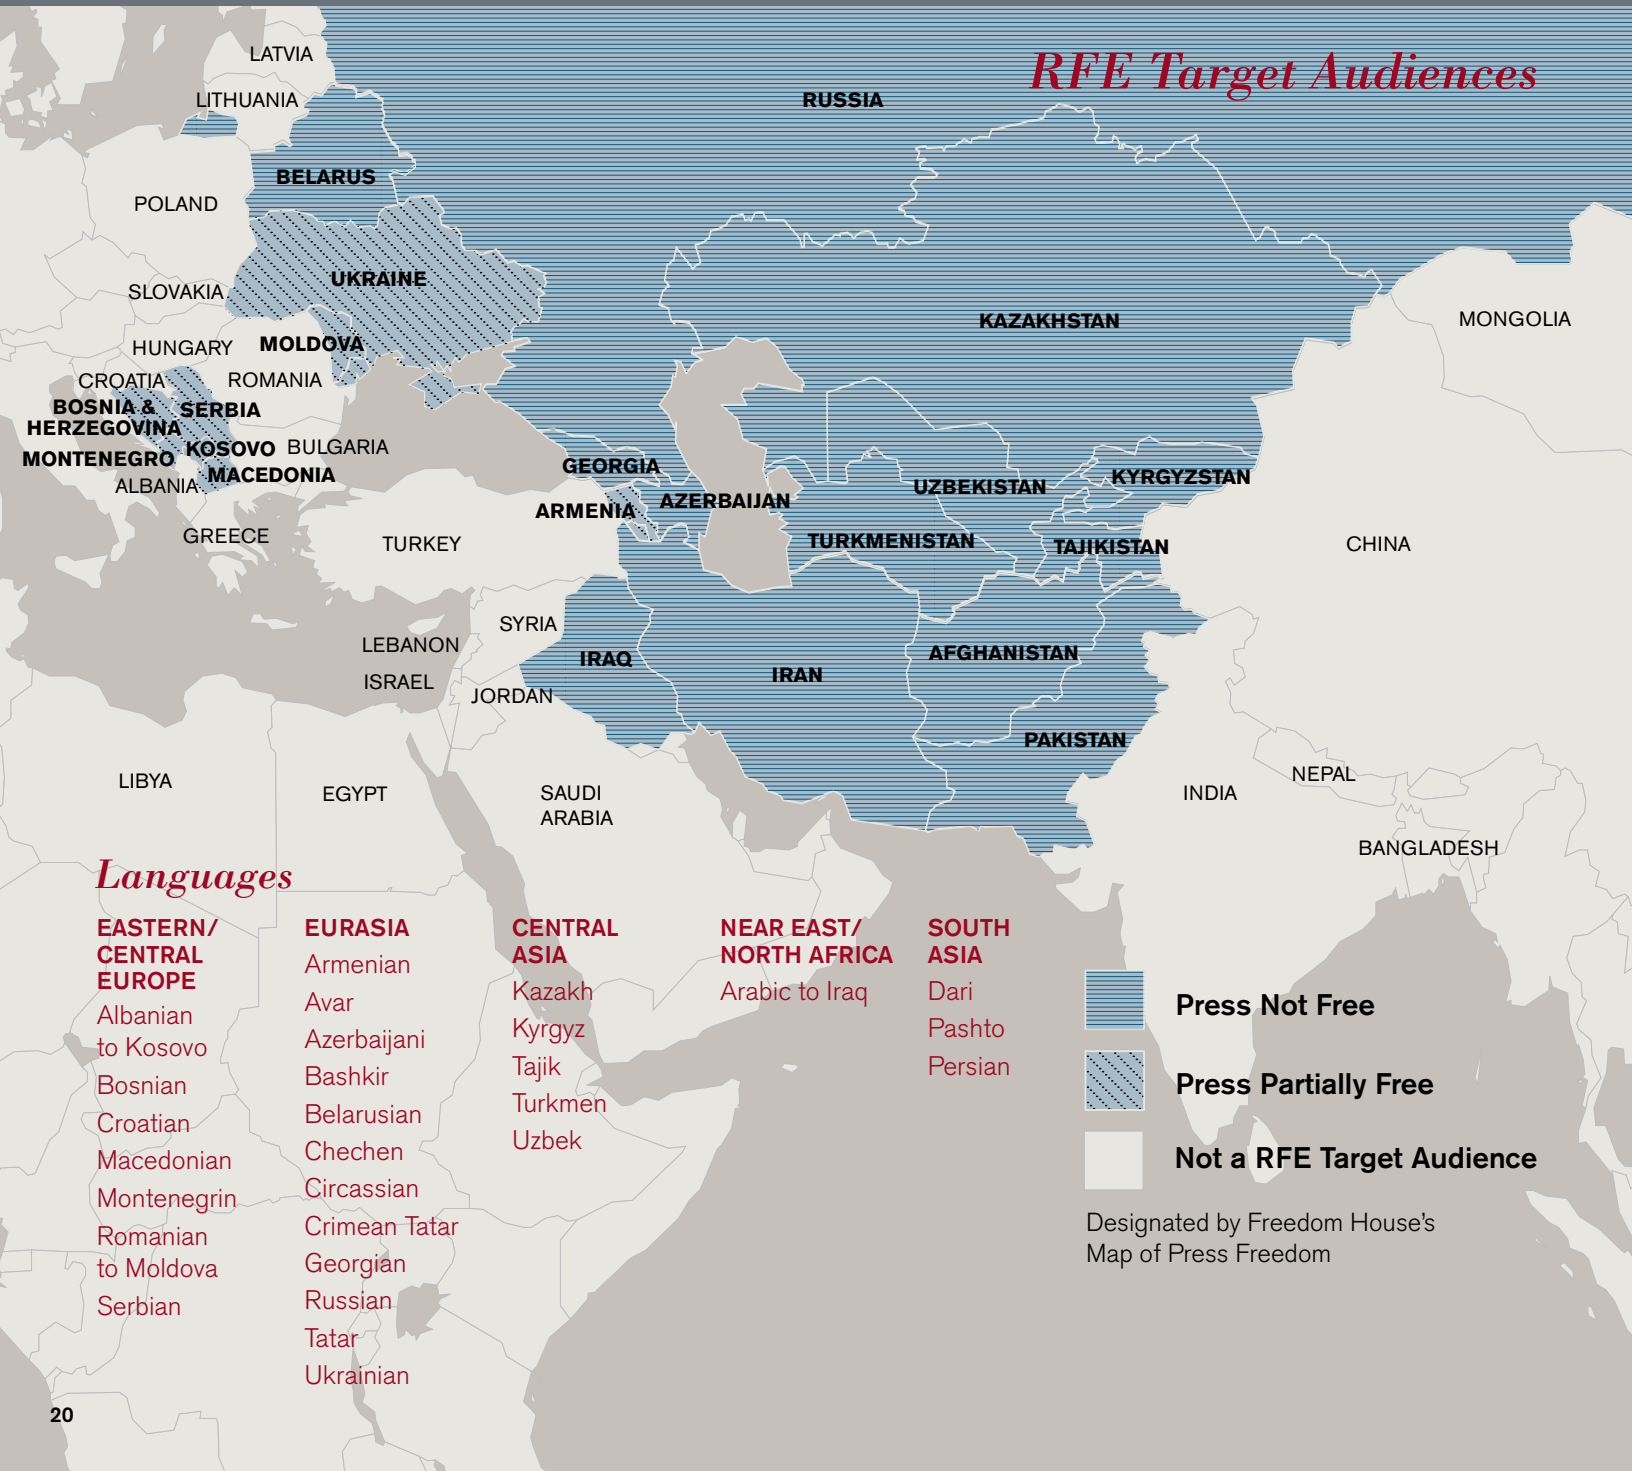 RFE Target Audiences
LATVIA
LITHUANIA
RUSSIA
BELARUS
POLAND
UKRAINE
SLOVAKIA
KAZAKHSTAN
MONGOLIA
HUNGARY
MOLDOVA
CROATIA
ROMANIA
BOSNIA &
HERZEGOVINA
SERBIA
MONTENEGRO
KOSOVO
BULGARIA
ALBANIA
MACEDONIA
GEORGIA
ARMENIA
AZERBAIJAN
UZBEKISTAN
KYRGYZSTAN
GREECE
TURKEY
TURKMENISTAN
TAJIKISTAN
CHINA
SYRIA
LEBANON
IRAQ
IRAN
AFGHANISTAN
ISRAEL
JORDAN
PAKISTAN
LIBYA
EGYPT
SAUDI
ARABIA
INDIA
NEPAL
BANGLADESH
Languages
EASTERN/
CENTRAL
EUROPE
Albanian
to Kosovo
Bosnian
Croatian
Macedonian
Montenegrin
Romanian
to Moldova
Serbian
EURASIA
Armenian
Avar
Azerbaijani
Bashkir
Belarusian
Chechen
Circassian
Crimean Tatar
Georgian
Russian
Tatar
Ukrainian
CENTRAL
ASIA
Kazakh
Kyrgyz
Tajik
Turkmen
Uzbek
NEAR EAST/
NORTH AFRICA
Arabic to Iraq
SOUTH
ASIA
Dari
Pashto
Persian
Press Not Free
Press Partially Free
Not a RFE Target Audience
Designated by Freedom House’s
Map of Press Freedom
20